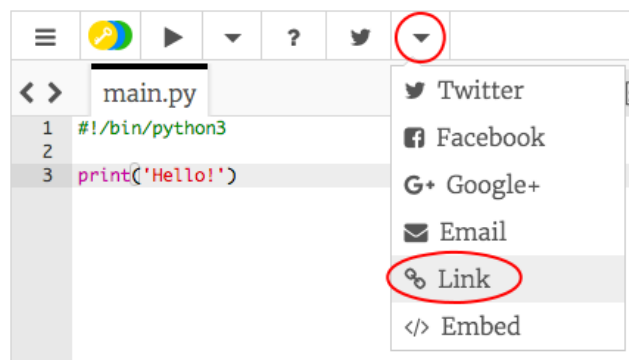 ?
main.py
1 #!/bin/python3
2
3 print('Hello!')
Twitter
Facebook
G+ Google+
Email
Link
</> Embed